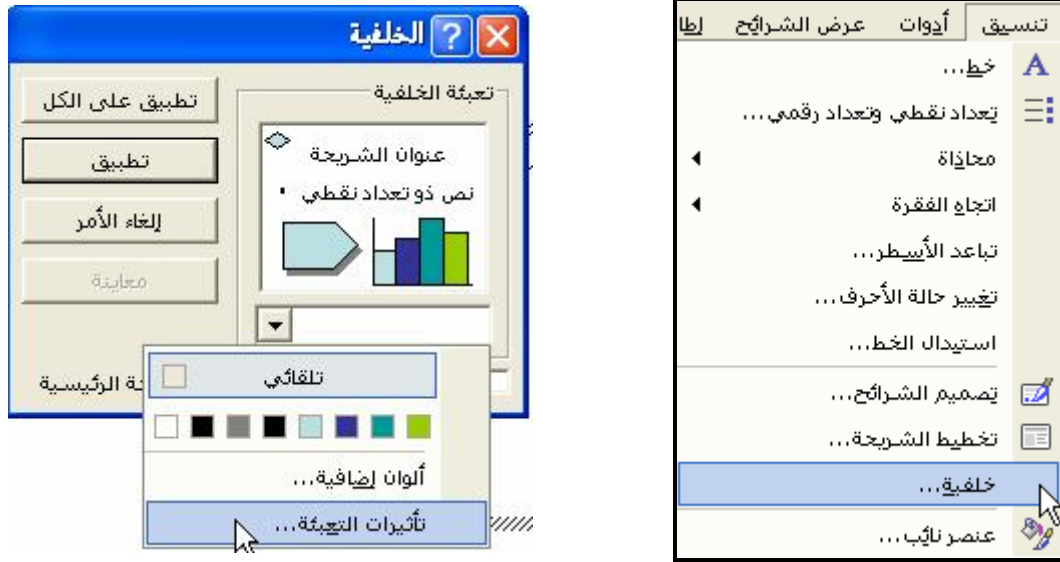 تنسيق أدوات عرض الشرائح إطا
خط...
تعداد نقطي وتعداد رقمي...
محاذاة
اتجاه الفقرة
تباعد الأسطر...
تغيير حالة الأحرف...
استبدال الخط...
تصميم الشرائح...
تخطيط الشريحة...
خلفية...
عنصر نائب...
الخلفية
تعبئة الخلفية
عنوان الشريحة
نص ذو تعداد نقطي
تطبيق على الكل
تطبيق
إلغاء الأمر
معاينة
الرئيسية
تلقائي
ألوان إضافية...
تأثيرات التعبئة...